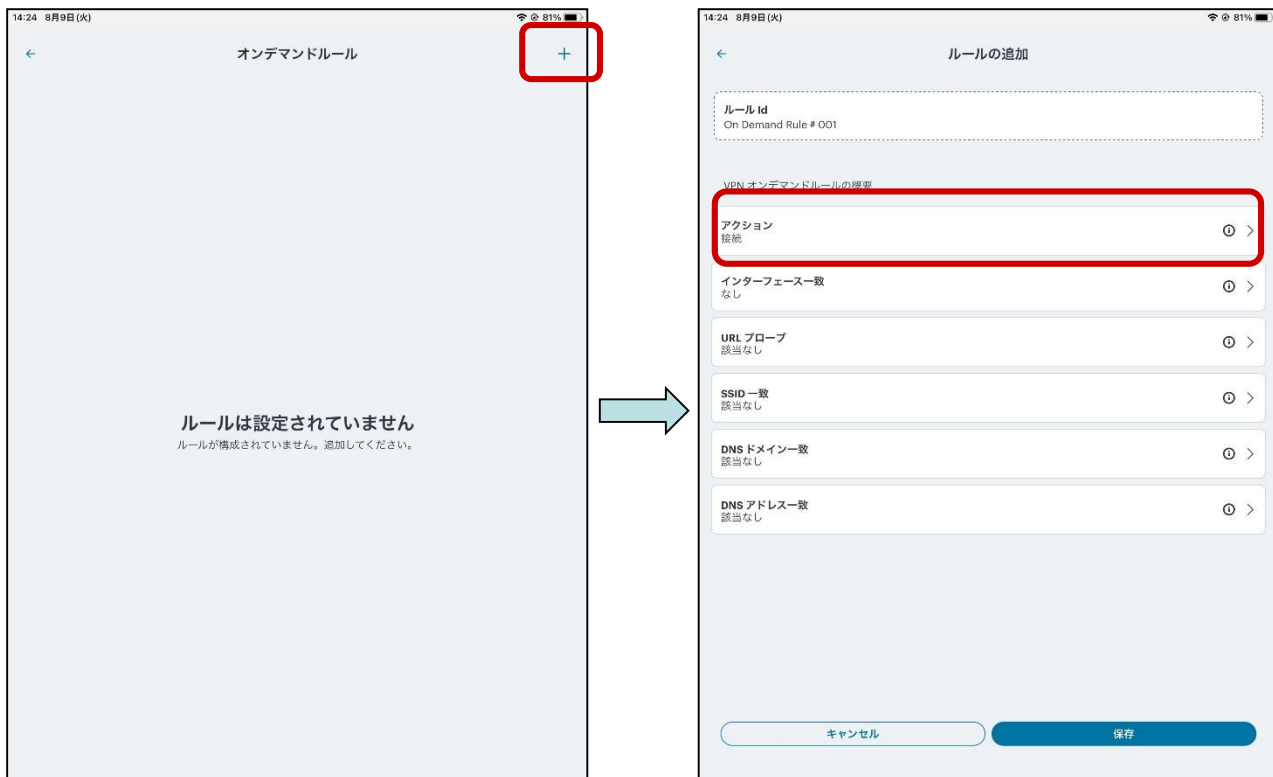 14:24 8月9日(火)
81%
オンデマンドルール
ルールは設定されていません
ルールが構成されていません。追加してください。
14:24 8月9日(火)
81%
ルールの追加
ルール Id
On Demand Rule # 001
VPN オンデマンドルールの概要
アクション
接続
インターフェース一致
なし
URL プローブ
該当なし
SSID 一致
該当なし
DNS ドメイン一致
該当なし
DNS アドレス一致
該当なし
キャンセル
保存